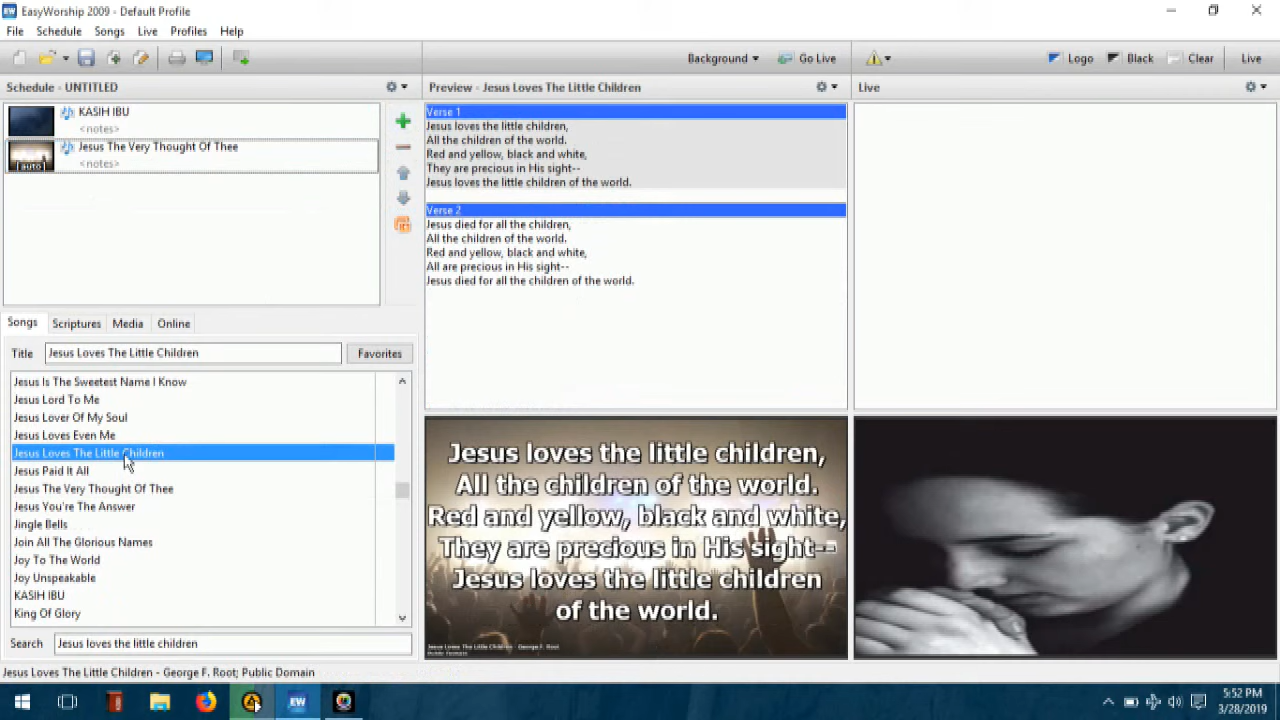 EasyWorship 2009 - Default Profile
File Schedule Songs Live Profiles Help
Background Go Live Logo Black Clear Live
Schedule - UNTITLED
Preview - Jesus Loves The Little Children
Live
KASIH IBU
<notes>
Jesus The Very Thought Of Thee
<notes>
[auto]
Verse 1
Jesus loves the little children,
All the children of the world.
Red and yellow, black and white,
They are precious in His sight--
Jesus loves the little children of the world.
Verse 2
Jesus died for all the children,
All the children of the world.
Red and yellow, black and white,
All are precious in His sight--
Jesus died for all the children of the world.
Songs Scriptures Media Online
Title Jesus Loves The Little Children Favorites
Jesus Is The Sweetest Name I Know
Jesus Lord To Me
Jesus Lover Of My Soul
Jesus Loves Even Me
Jesus Loves The Little Children
Jesus Paid It All
Jesus The Very Thought Of Thee
Jesus You're The Answer
Jingle Bells
Join All The Glorious Names
Joy To The World
Joy Unspeakable
KASIH IBU
King Of Glory
Search Jesus loves the little children
Jesus loves the little children,
All the children of the world.
Red and yellow, black and white,
They are precious in His sight--
Jesus loves the little children
of the world.
Jesus Loves The Little Children - George F. Root
Public Domain
Jesus Loves The Little Children - George F. Root; Public Domain
EW
5:52 PM
3/28/2019